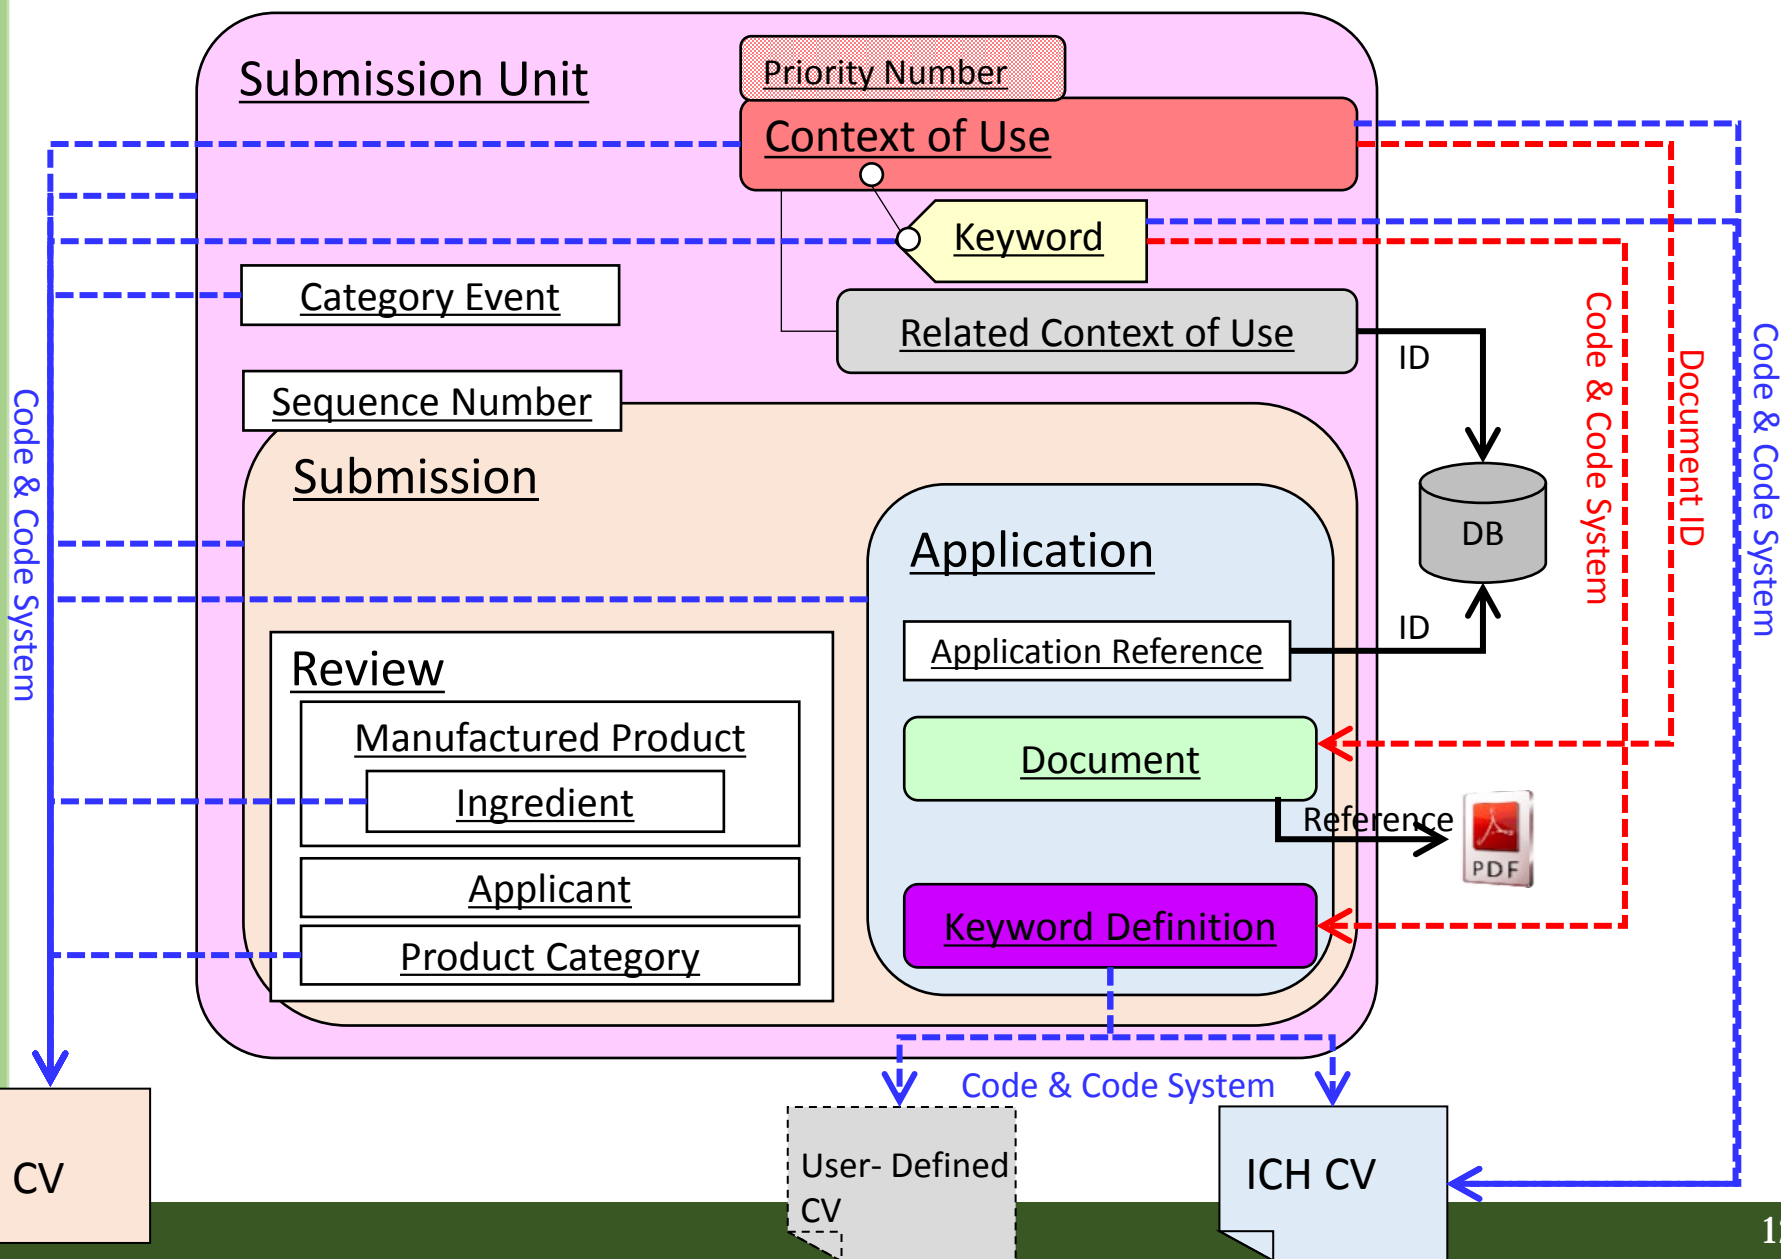 Submission Unit
Priority Number
Context of Use
Keyword
Category Event
Related Context of Use
ID
Sequence Number
Submission
Application
DB
ID
Application Reference
Review
Manufactured Product
Ingredient
Document
Reference
PDF
Applicant
Keyword Definition
Product Category
Code & Code System
Code & Code System
Document ID
Code & Code System
Code & Code System
CV
User- Defined
CV
ICH CV